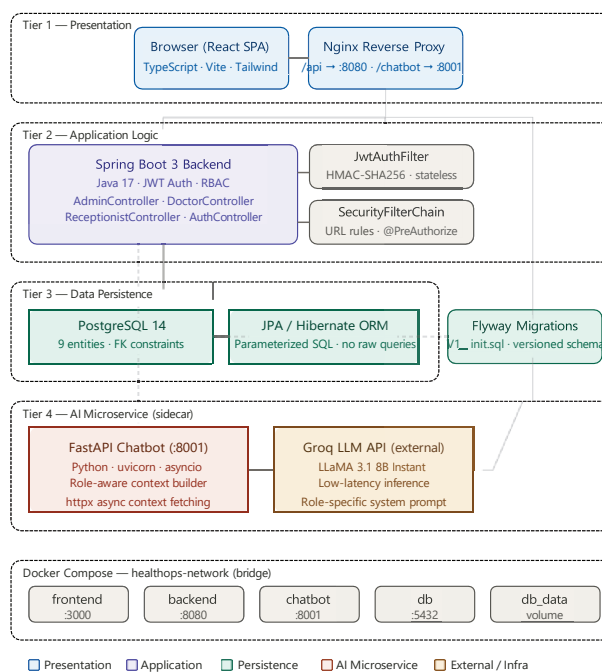 Tier 1 — Presentation
Browser (React SPA)
TypeScript · Vite · Tailwind
Nginx Reverse Proxy
/api → :8080 · /chatbot → :8001
Tier 2 — Application Logic
Spring Boot 3 Backend
Java 17 · JWT Auth · RBAC
AdminController · DoctorController
ReceptionistController · AuthController
JwtAuthFilter
HMAC-SHA256 · stateless
SecurityFilterChain
URL rules · @PreAuthorize
Tier 3 — Data Persistence
PostgreSQL 14
9 entities · FK constraints
JPA / Hibernate ORM
Parameterized SQL · no raw queries
Flyway Migrations
V1__ init.sql · versioned schema
Tier 4 — AI Microservice (sidecar)
FastAPI Chatbot (:8001)
Python · uvicorn · asyncio
Role-aware context builder
httpx async context fetching
Groq LLM API (external)
LLaMA 3.1 8B Instant
Low-latency inference
Role-specific system prompt
Docker Compose — healthops-network (bridge)
frontend
:3000
backend
:8080
chatbot
:8001
db
:5432
db_data
volume
Presentation
Application
Persistence
AI Microservice
External / Infra